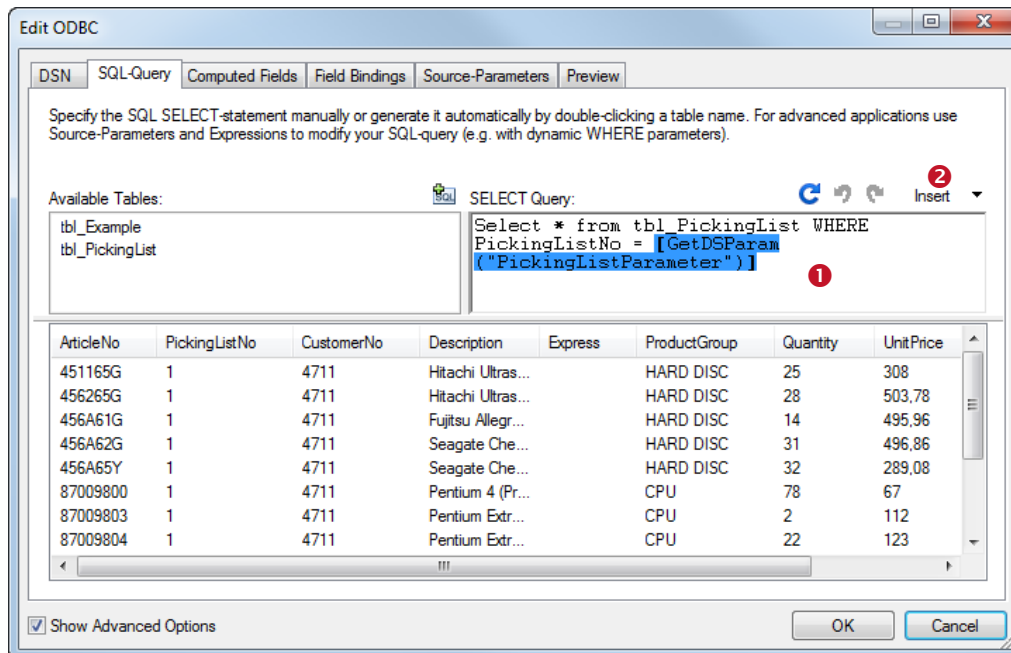 Edit ODBC
DSN SQL-Query Computed Fields Field Bindings Source-Parameters Preview
Specify the SQL SELECT-statement manually or generate it automatically by double-clicking a table name. For advanced applications use
Source-Parameters and Expressions to modify your SQL-query (e.g. with dynamic WHERE parameters).
2
Available Tables: SQL SELECT Query: Insert
tbl_Example
tbl_PickingList
Select * from tbl_PickingList WHERE
PickingListNo = [GetDSParam
("PickingListParameter")]
1
ArticleNo PickingListNo CustomerNo Description Express ProductGroup Quantity UnitPrice
451165G 1 4711 Hitachi Ultras... HARD DISC 25 308
456265G 1 4711 Hitachi Ultras... HARD DISC 28 503,78
456A61G 1 4711 Fujitsu Allegr... HARD DISC 14 495,96
456A62G 1 4711 Seagate Che... HARD DISC 31 496,86
456A65Y 1 4711 Seagate Che... HARD DISC 32 289,08
87009800 1 4711 Pentium 4 (Pr... CPU 78 67
87009803 1 4711 Pentium Extr... CPU 2 112
87009804 1 4711 Pentium Extr... CPU 22 123
Show Advanced Options OK Cancel